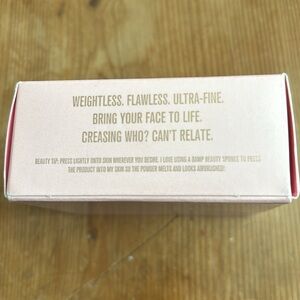 WEIGHTLESS. FLAWLESS. ULTRA-FINE.
BRING YOUR FACE TO LIFE.
CREASING WHO? CAN'T RELATE.
BEAUTY TIP: PRESS LIGHTLY ONTO SKIN WHEREVER YOU DESIRE. I LOVE USING A DAMP BEAUTY SPONGE TO PRESS
THE PRODUCT INTO MY SKIN SO THE POWDER MELTS AND LOOKS AIRBRUSHED!